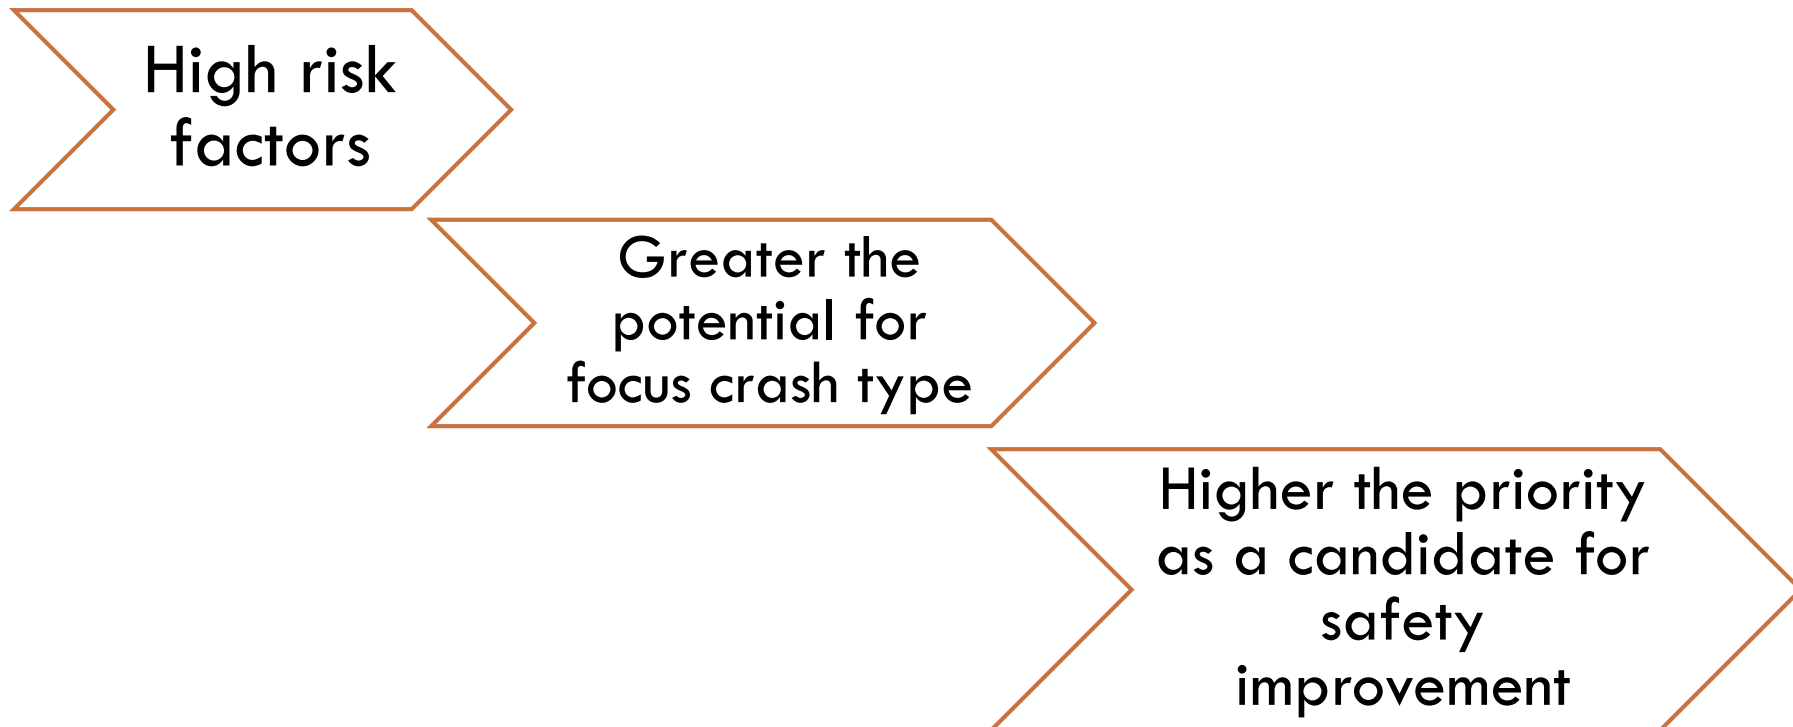 High risk
factors
Greater the
potential for
focus crash type
Higher the priority
as a candidate for
safety
improvement